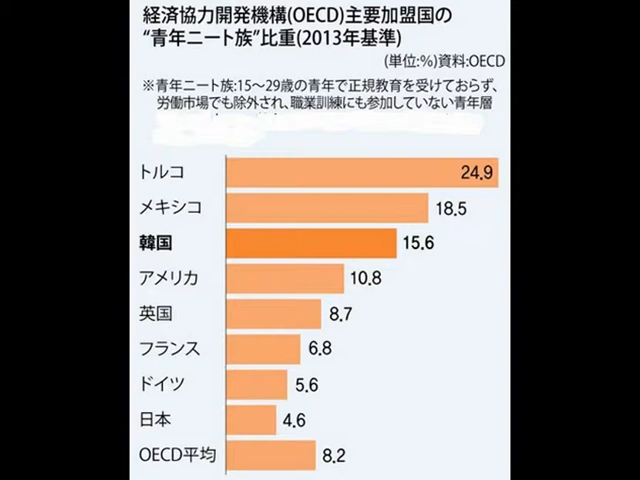 経済協力開発機構(OECD)主要加盟国の
“青年ニート族”比重(2013年基準)
(単位:%)資料:OECD
※青年ニート族:15〜29歳の青年で正規教育を受けておらず、
労働市場でも除外され、職業訓練にも参加していない青年層
トルコ 24.9
メキシコ 18.5
韓国 15.6
アメリカ 10.8
英国 8.7
フランス 6.8
ドイツ 5.6
日本 4.6
OECD平均 8.2